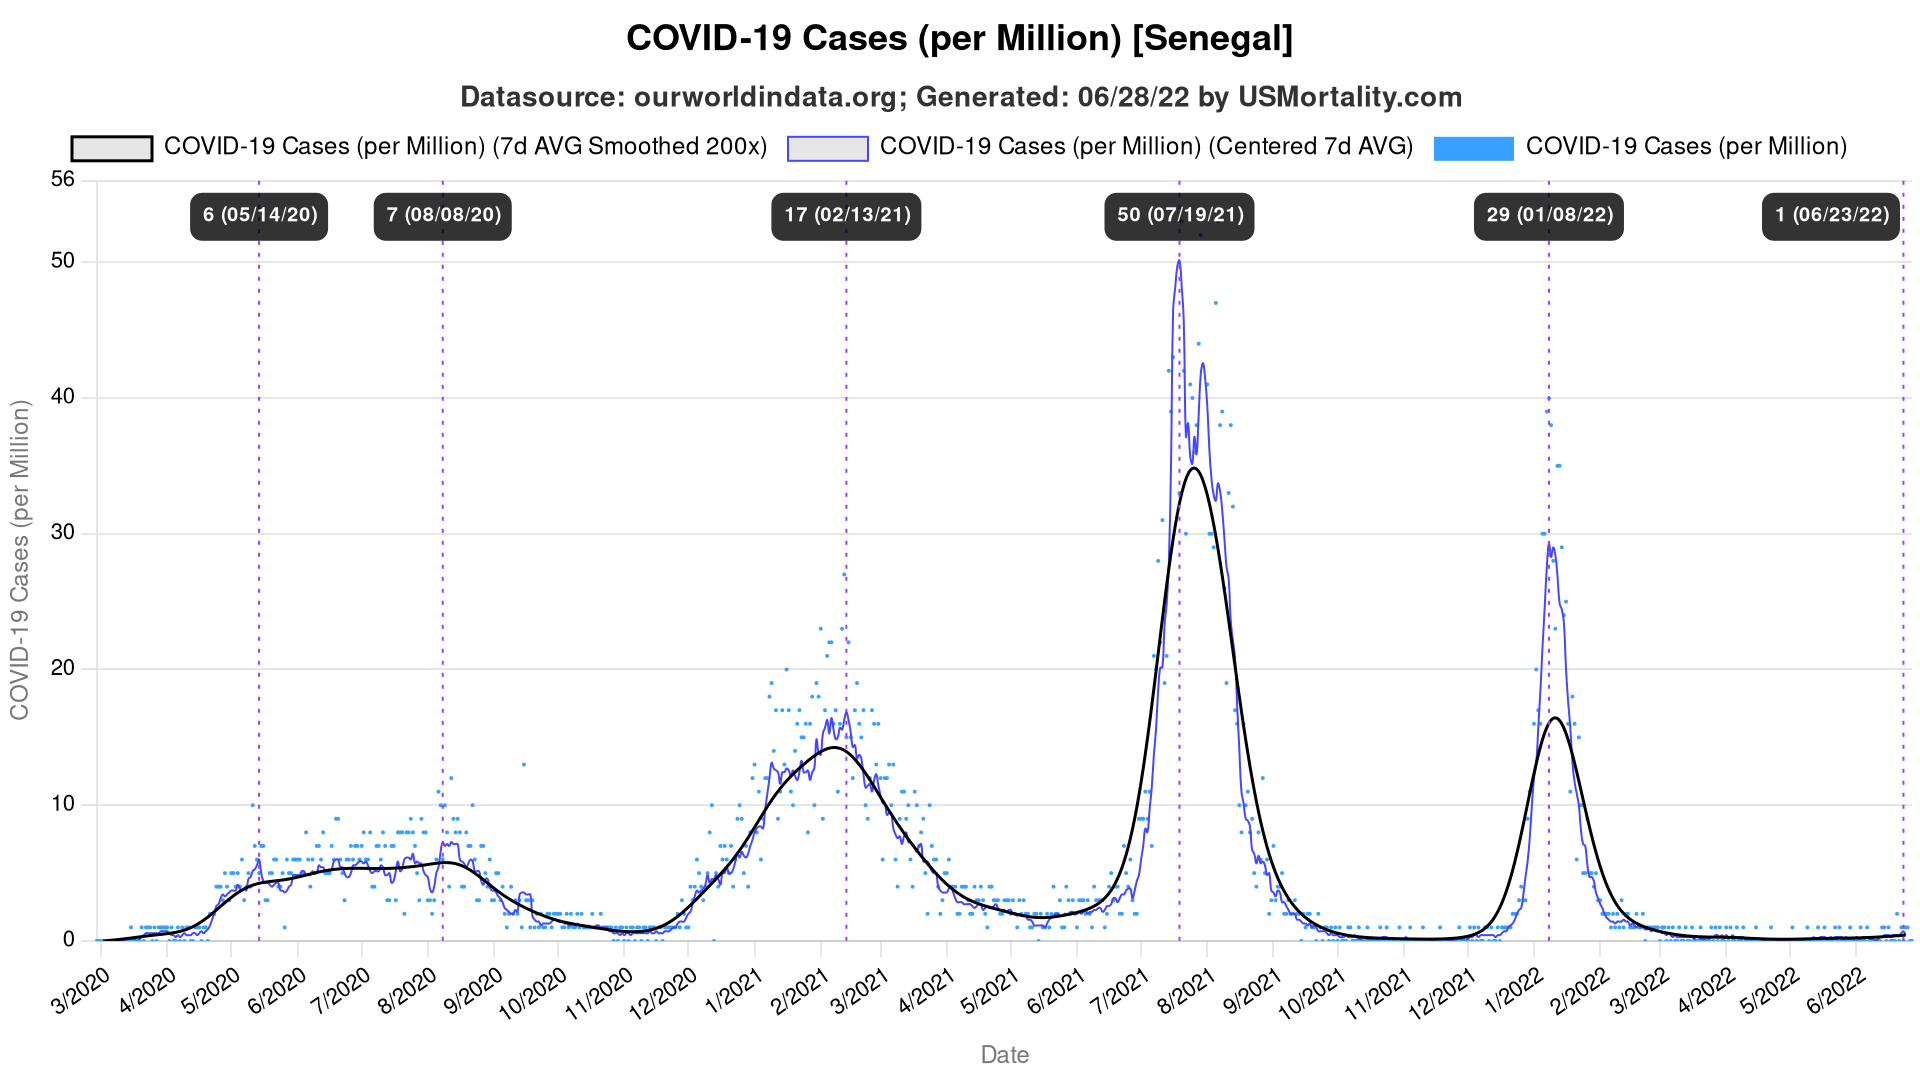 COVID-19 Cases (per Million) [Senegal]
Datasource: ourworldindata.org; Generated: 06/28/22 by USMortality.com
COVID-19 Cases (per Million) (7d AVG Smoothed 200x) COVID-19 Cases (per Million) (Centered 7d AVG) COVID-19 Cases (per Million)
56
6 (05/14/20) 7 (08/08/20) 17 (02/13/21) 50 (07/19/21) 29 (01/08/22) 1 (06/23/22)
50
40
30
20
10
0
COVID-19 Cases (per Million)
3/2020 4/2020 5/2020 6/2020 7/2020 8/2020 9/2020 10/2020 11/2020 12/2020 1/2021 2/2021 3/2021 4/2021 5/2021 6/2021 7/2021 8/2021 9/2021 10/2021 11/2021 12/2021 1/2022 2/2022 3/2022 4/2022 5/2022 6/2022
Date